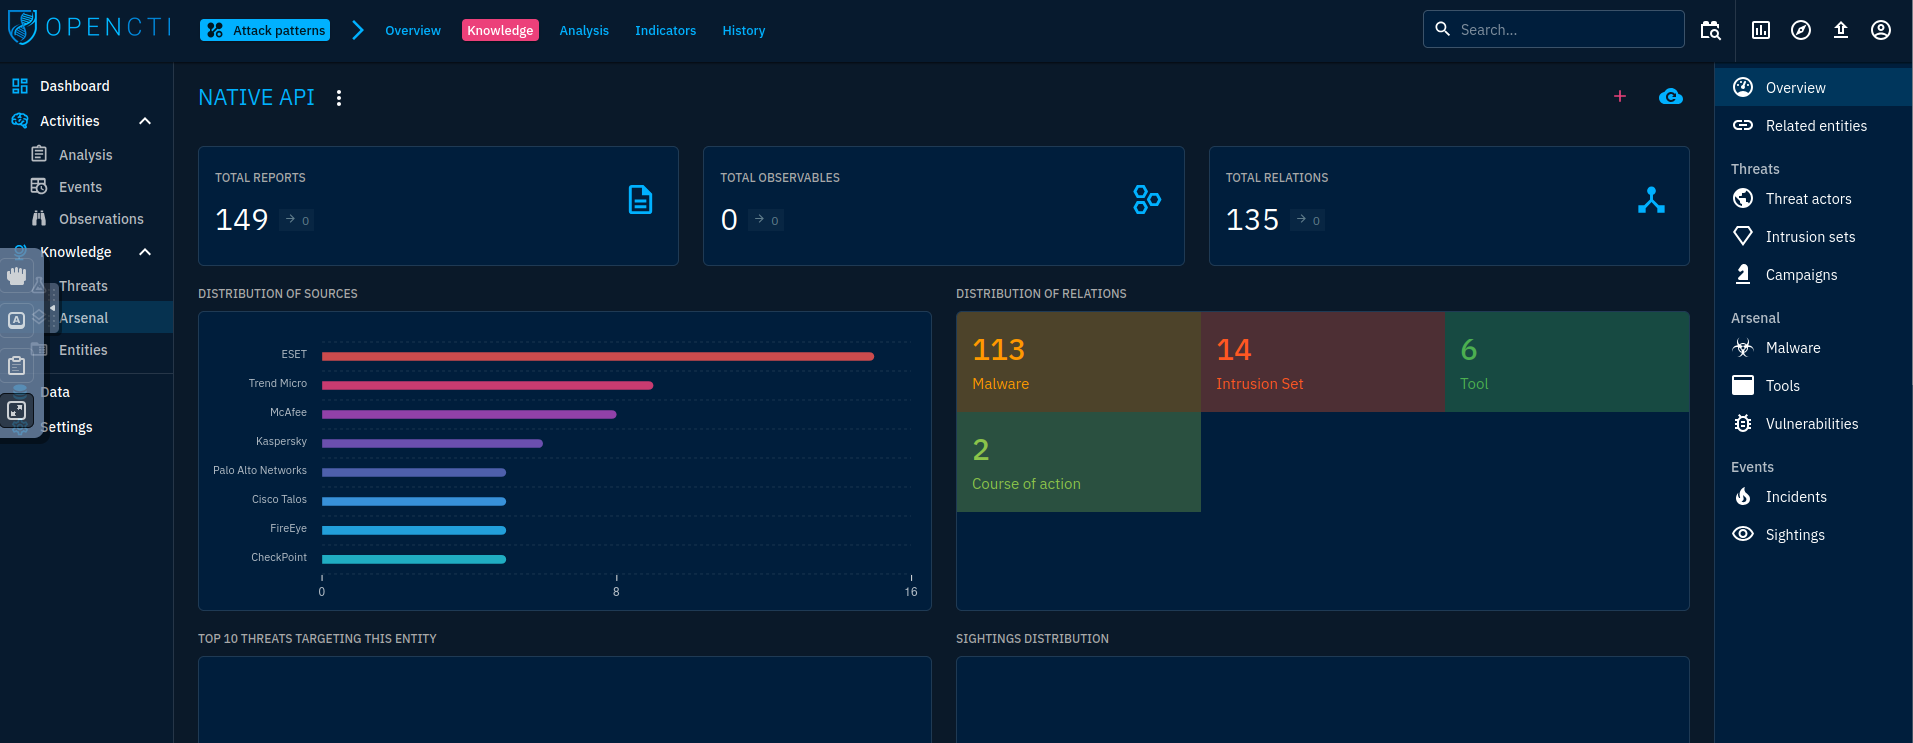 OPENCTI
Attack patterns
Overview
Knowledge
Analysis
Indicators
History
Search...
Dashboard
Activities
Analysis
Events
Observations
Knowledge
Threats
Arsenal
Entities
Data
Settings
A
NATIVE API
+
TOTAL REPORTS
149 → 0
TOTAL OBSERVABLES
0 → 0
TOTAL RELATIONS
135 → 0
DISTRIBUTION OF SOURCES
ESET
Trend Micro
McAfee
Kaspersky
Palo Alto Networks
Cisco Talos
FireEye
CheckPoint
0 8 16
DISTRIBUTION OF RELATIONS
113
Malware
14
Intrusion Set
6
Tool
2
Course of action
TOP 10 THREATS TARGETING THIS ENTITY
SIGHTINGS DISTRIBUTION
Overview
Related entities
Threats
Threat actors
Intrusion sets
Campaigns
Arsenal
Malware
Tools
Vulnerabilities
Events
Incidents
Sightings